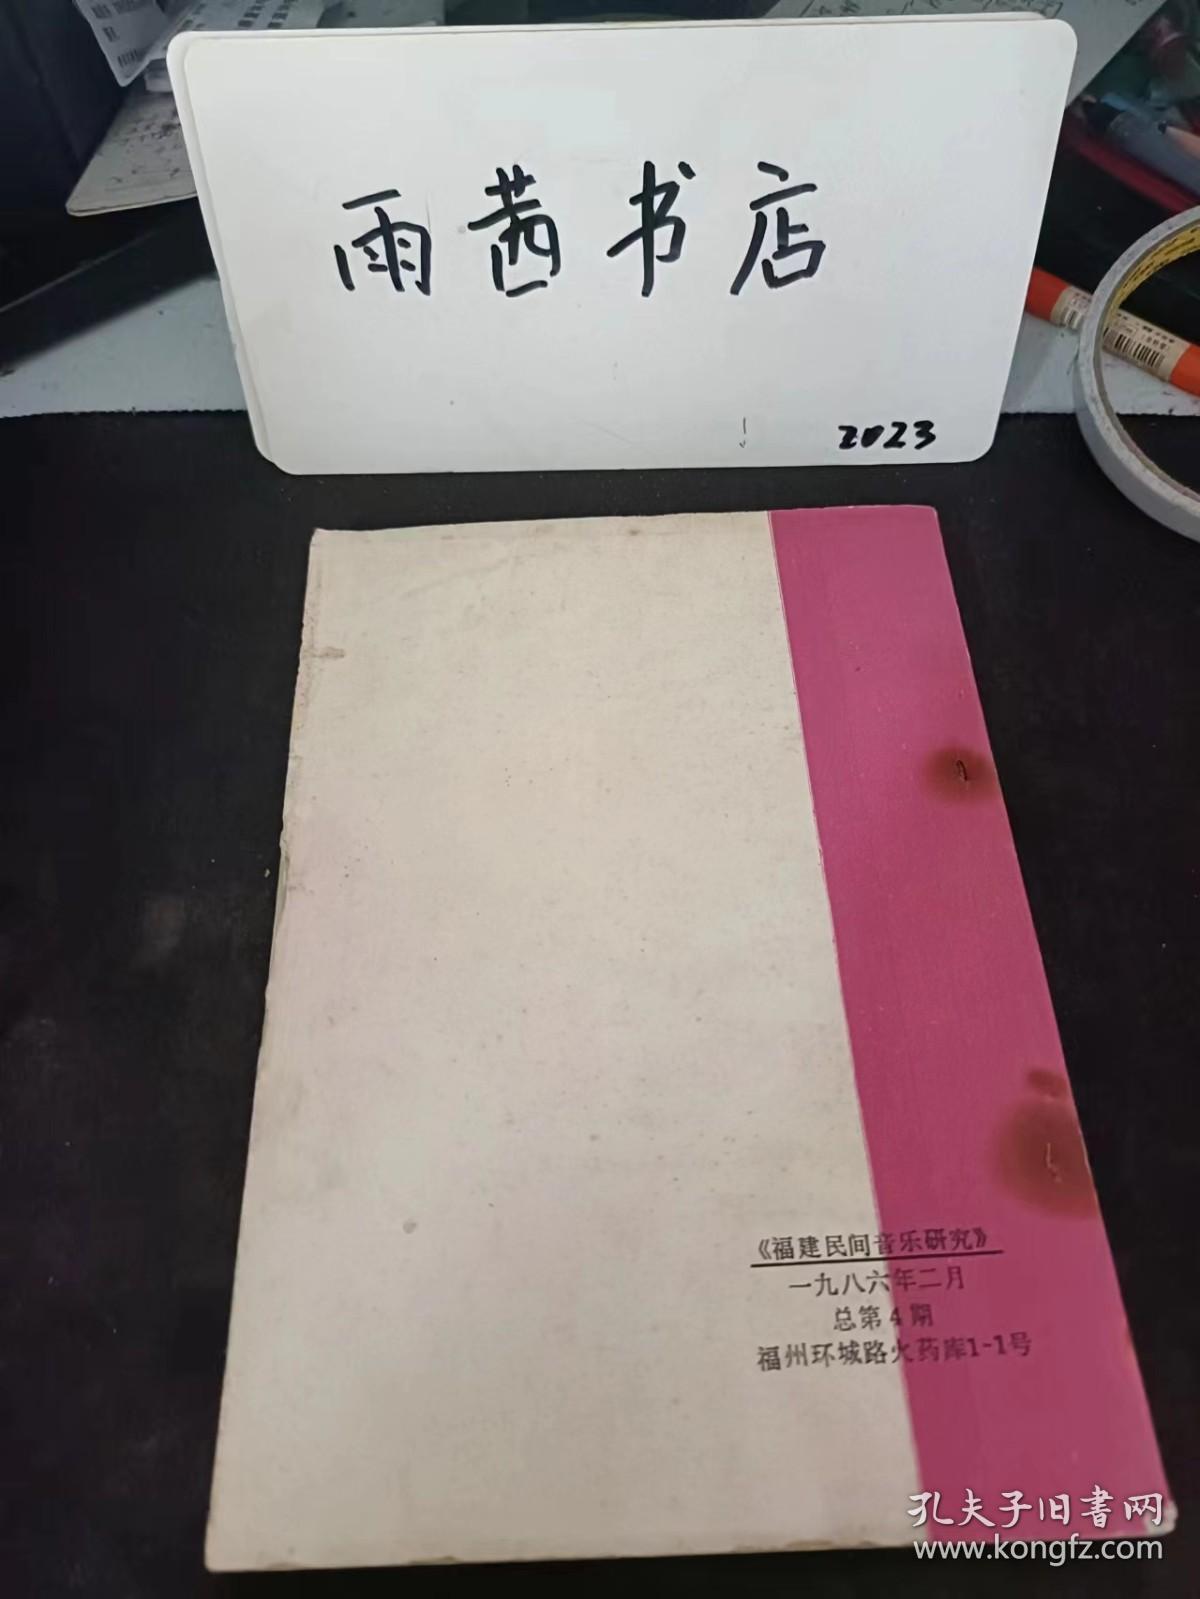 雨茜书店
2023
《福建民间音乐研究》
一九八六年二月
总第4期
福州环城路火药库1-1号
孔夫子旧书网
www.kongfz.com